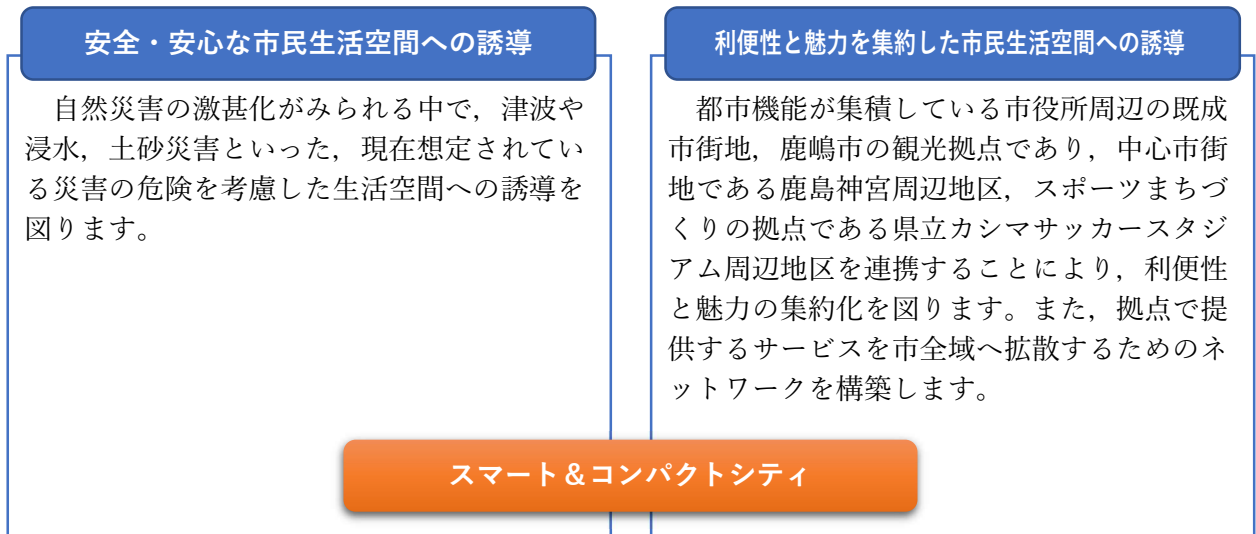 安全・安心な市民生活空間への誘導
　自然災害の激甚化がみられる中で，津波や
浸水，土砂災害といった，現在想定されてい
る災害の危険を考慮した生活空間への誘導を
図ります。
利便性と魅力を集約した市民生活空間への誘導
　都市機能が集積している市役所周辺の既成
市街地，鹿嶋市の観光拠点であり，中心市街
地である鹿島神宮周辺地区，スポーツまちづ
くりの拠点である県立カシマサッカースタジ
アム周辺地区を連携することにより，利便性
と魅力の集約化を図ります。また，拠点で提
供するサービスを市全域へ拡散するためのネ
ットワークを構築します。
スマート＆コンパクトシティ